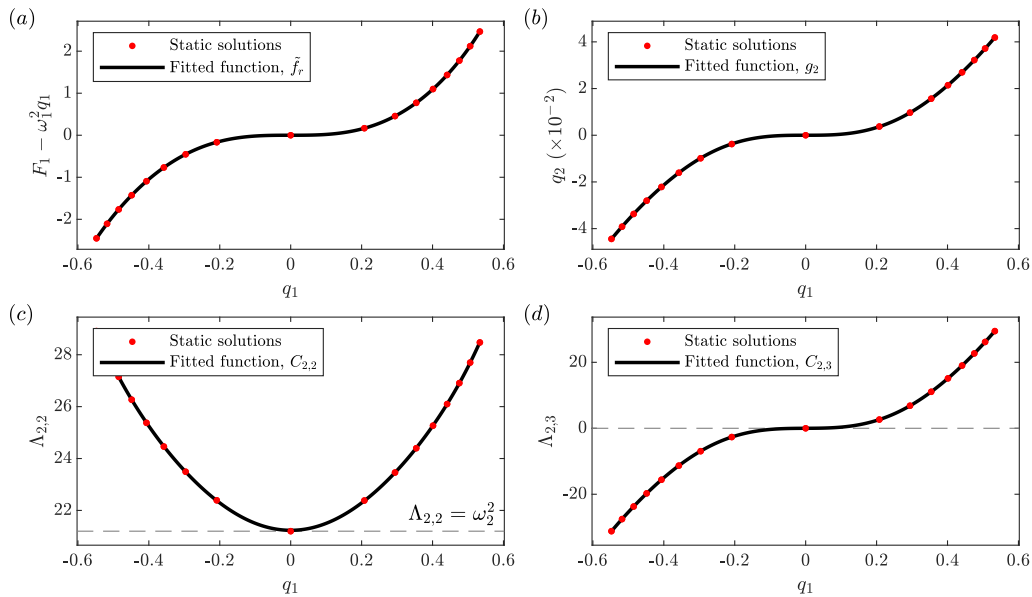 (a)
Static solutions
Fitted function, f̃_r
F_1 − ω_1^2 q_1
2
1
0
-1
-2
-0.6 -0.4 -0.2 0 0.2 0.4 0.6
q_1
(b)
Static solutions
Fitted function, g_2
q_2 (×10^{−2})
4
2
0
-2
-4
-0.6 -0.4 -0.2 0 0.2 0.4 0.6
q_1
(c)
Static solutions
Fitted function, C_{2,2}
Λ_{2,2}
28
26
24
22
Λ_{2,2} = ω_2^2
-0.6 -0.4 -0.2 0 0.2 0.4 0.6
q_1
(d)
Static solutions
Fitted function, C_{2,3}
Λ_{2,3}
20
0
-20
-0.6 -0.4 -0.2 0 0.2 0.4 0.6
q_1